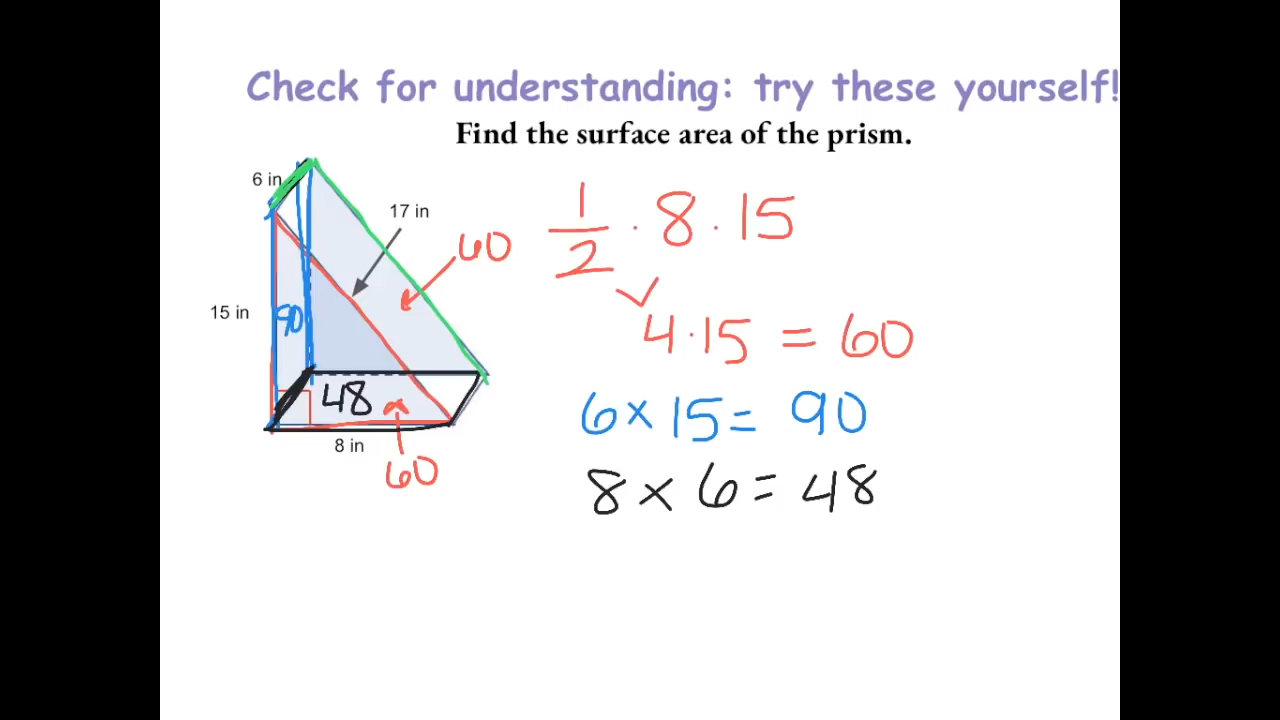 Check for understanding: try these yourself!
Find the surface area of the prism.
6 in
17 in
1/2 · 8 · 15
60
15 in
90
4 · 15 = 60
48
6 x 15 = 90
8 in
60
8 x 6 = 48